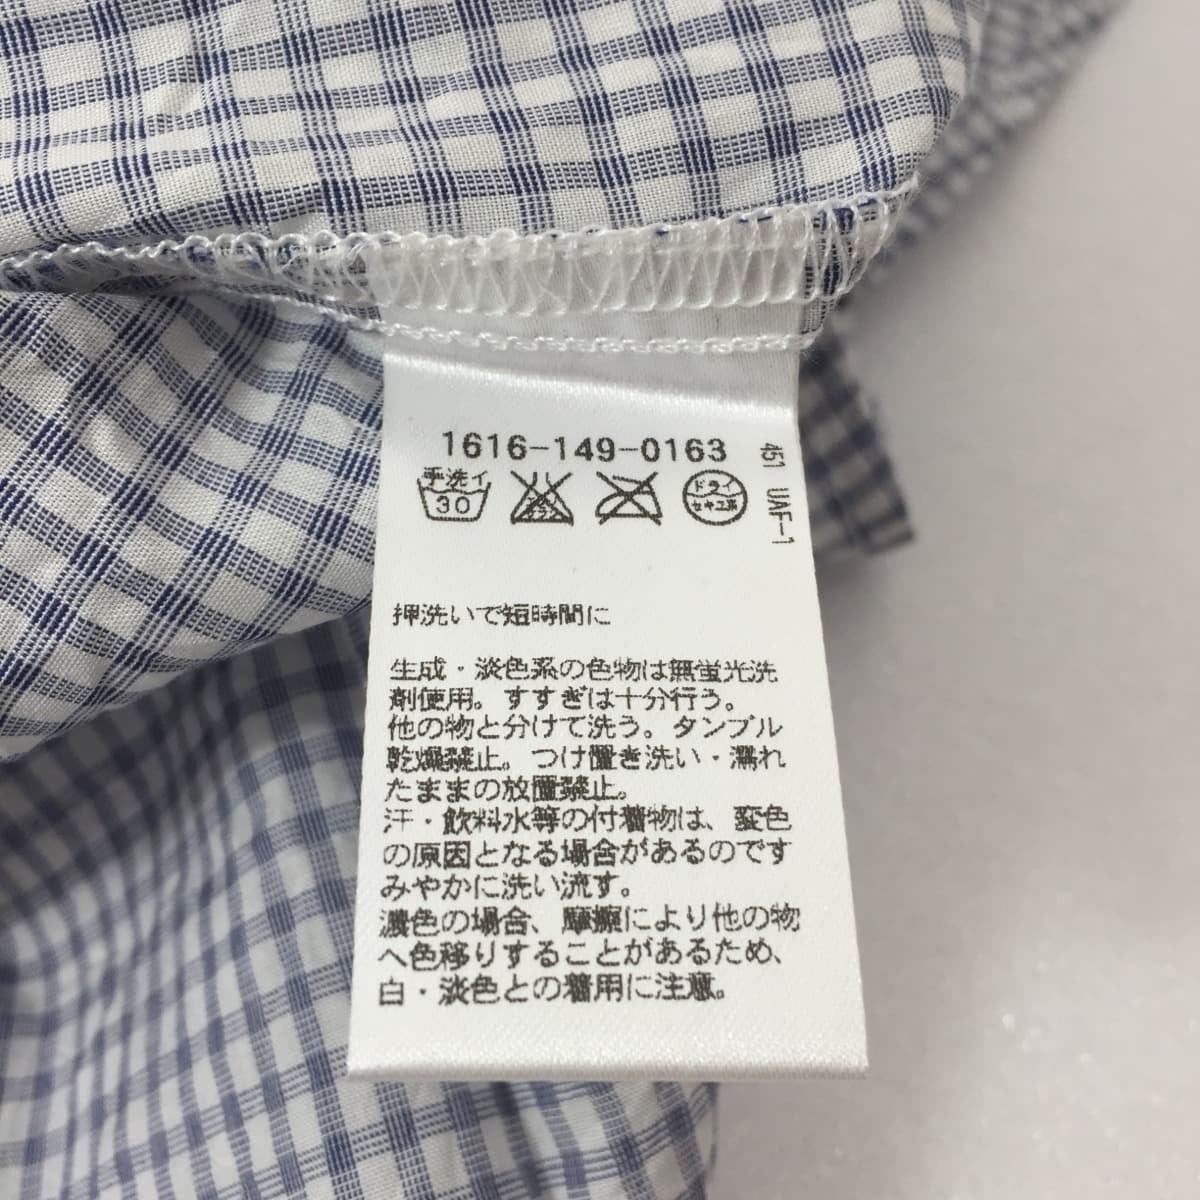 1616-149-0163
451 UAF-1
手洗イ
30
ドライ
セキユ系
押洗いで短時間に
生成・淡色系の色物は無蛍光洗
剤使用。すすぎは十分行う。
他の物と分けて洗う。タンブル
乾燥禁止。つけ置き洗い・濡れ
たままの放置禁止。
汗・飲料水等の付着物は、変色
の原因となる場合があるのです
みやかに洗い流す。
濃色の場合、摩擦により他の物
へ色移りすることがあるため、
白・淡色との着用に注意。